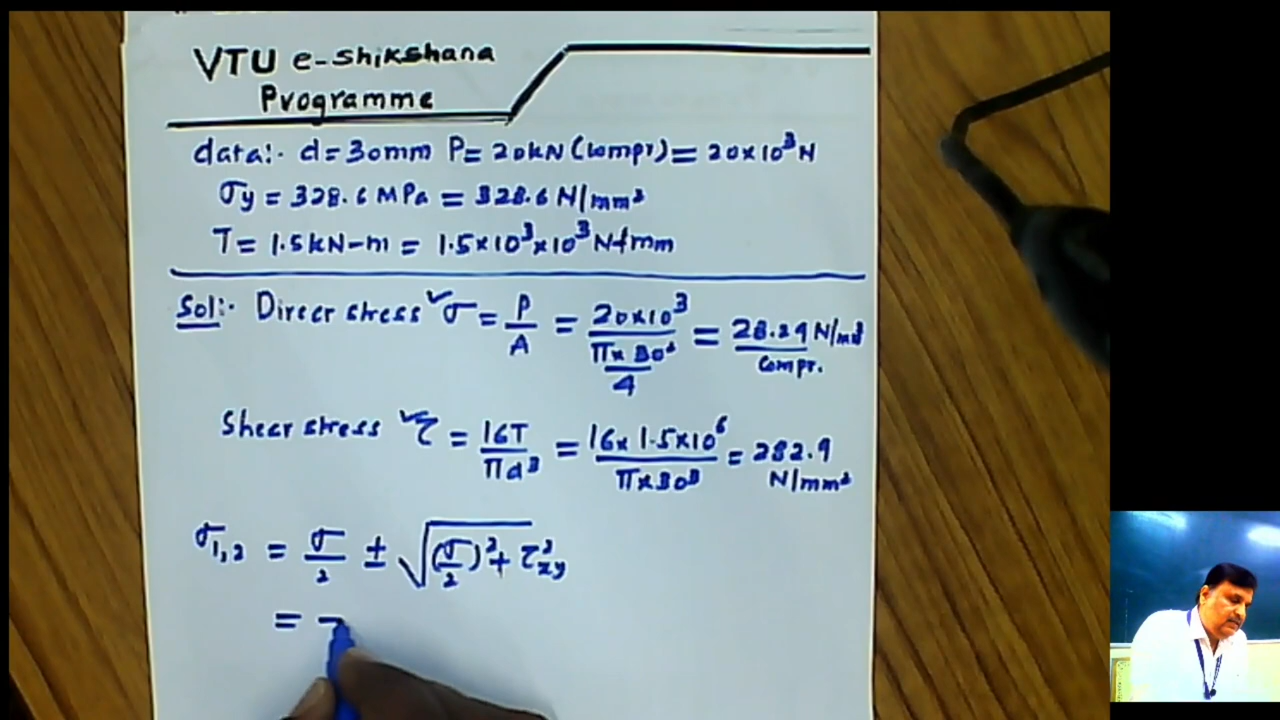 VTU e-Shikshana
Programme
data:- d=30mm P= 20kN (compr) = 20×10³ N
σy = 328.6 MPa = 328.6 N/mm²
T = 1.5kN-m = 1.5×10³×10³ N-mm
Sol:- Direct stress σ = P/A = 20×10³ / (π×30²/4) = 28.29 N/mm² compr.
Shear stress τ = 16T/πd³ = 16×1.5×10⁶ / π×30³ = 282.9 N/mm²
σ1,2 = σ/2 ± √(σ/2)² + τ²xy
= -